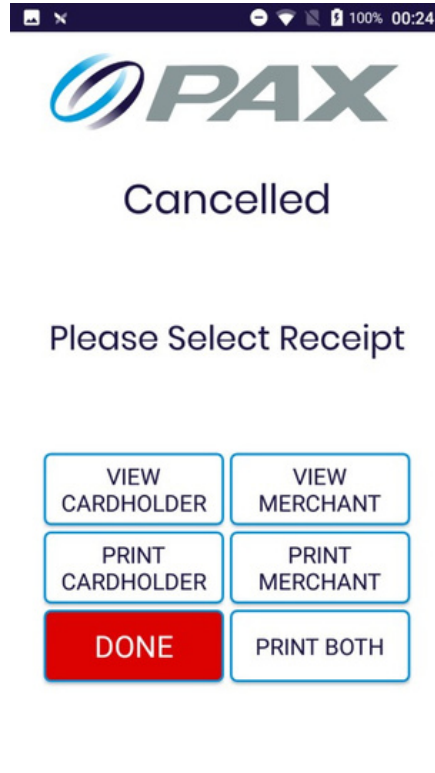 100% 00:24
PAX
Cancelled
Please Select Receipt
VIEW
CARDHOLDER
VIEW
MERCHANT
PRINT
CARDHOLDER
PRINT
MERCHANT
DONE
PRINT BOTH